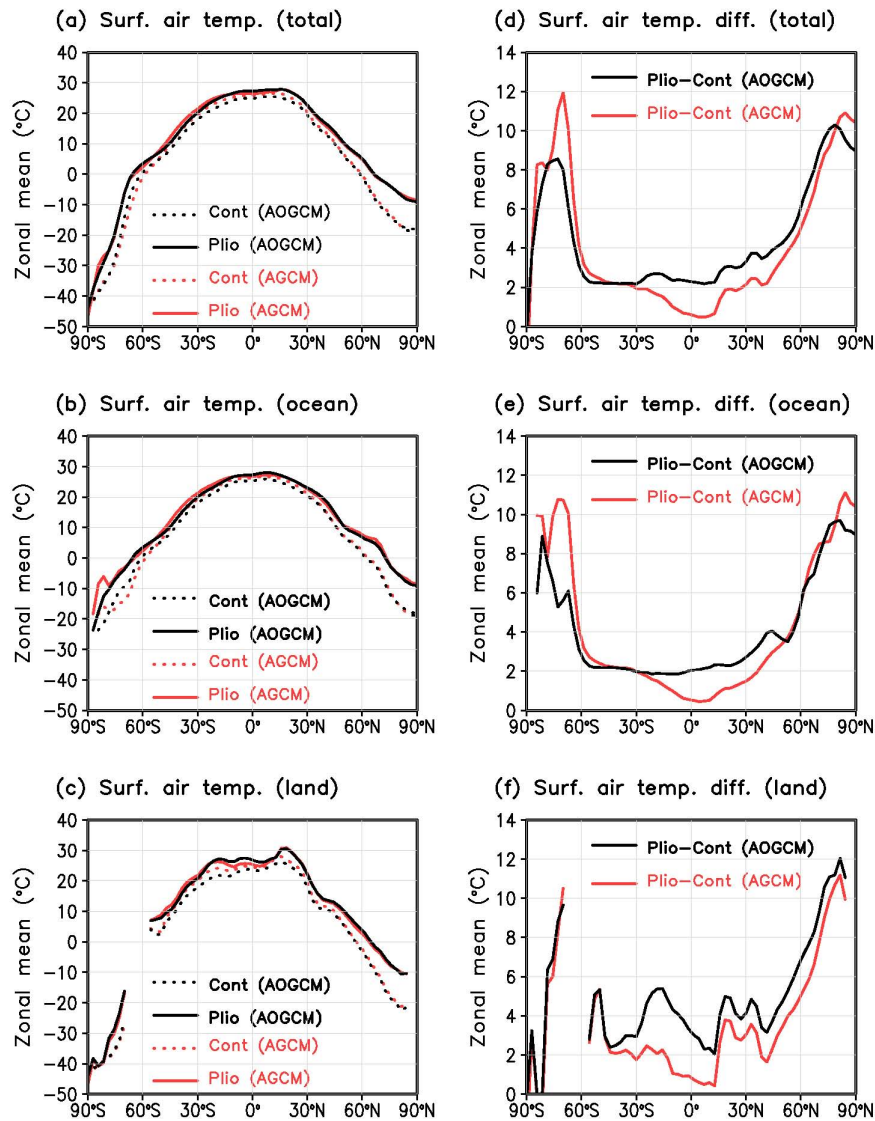 (a) Surf. air temp. (total)
Zonal mean (°C)
40
30
20
10
0
−10
−20
−30
−40
−50
Cont (AOGCM)
Plio (AOGCM)
Cont (AGCM)
Plio (AGCM)
90°S 60°S 30°S 0° 30°N 60°N 90°N
(d) Surf. air temp. diff. (total)
Zonal mean (°C)
14
12
10
8
6
4
2
0
Plio−Cont (AOGCM)
Plio−Cont (AGCM)
90°S 60°S 30°S 0° 30°N 60°N 90°N
(b) Surf. air temp. (ocean)
Zonal mean (°C)
40
30
20
10
0
−10
−20
−30
−40
−50
Cont (AOGCM)
Plio (AOGCM)
Cont (AGCM)
Plio (AGCM)
90°S 60°S 30°S 0° 30°N 60°N 90°N
(e) Surf. air temp. diff. (ocean)
Zonal mean (°C)
14
12
10
8
6
4
2
0
Plio−Cont (AOGCM)
Plio−Cont (AGCM)
90°S 60°S 30°S 0° 30°N 60°N 90°N
(c) Surf. air temp. (land)
Zonal mean (°C)
40
30
20
10
0
−10
−20
−30
−40
−50
Cont (AOGCM)
Plio (AOGCM)
Cont (AGCM)
Plio (AGCM)
90°S 60°S 30°S 0° 30°N 60°N 90°N
(f) Surf. air temp. diff. (land)
Zonal mean (°C)
14
12
10
8
6
4
2
0
Plio−Cont (AOGCM)
Plio−Cont (AGCM)
90°S 60°S 30°S 0° 30°N 60°N 90°N